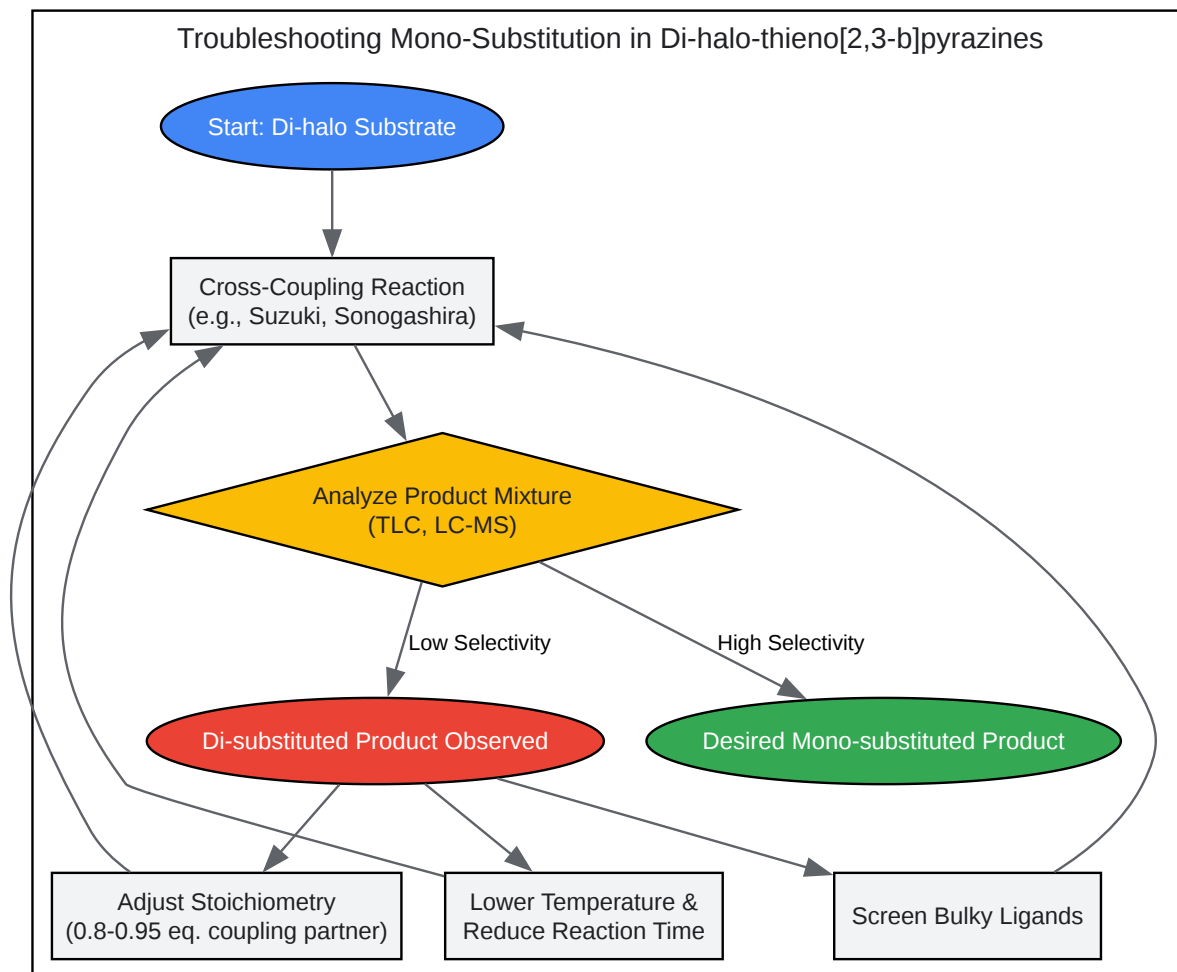 Troubleshooting Mono-Substitution in Di-halo-thieno[2,3-b]pyrazines
Start: Di-halo Substrate
Cross-Coupling Reaction
(e.g., Suzuki, Sonogashira)
Analyze Product Mixture
(TLC, LC-MS)
Low Selectivity
High Selectivity
Di-substituted Product Observed
Desired Mono-substituted Product
Adjust Stoichiometry
(0.8-0.95 eq. coupling partner)
Lower Temperature &
Reduce Reaction Time
Screen Bulky Ligands